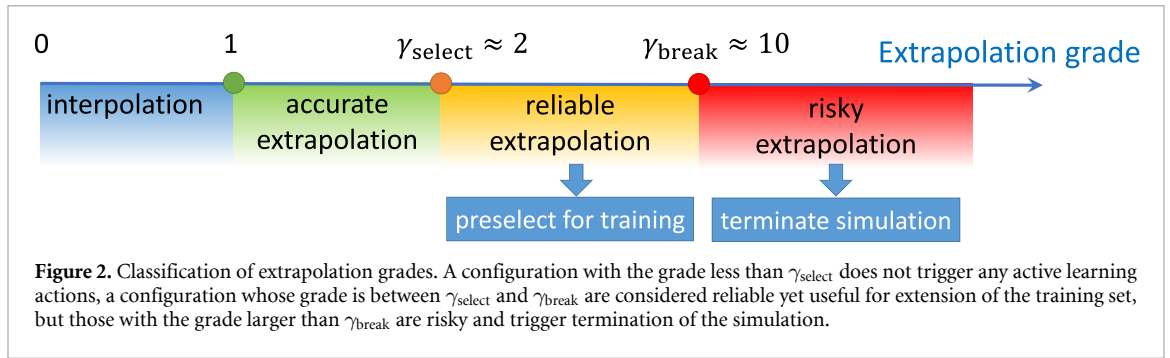 0 1 γselect ≈ 2 γbreak ≈ 10 Extrapolation grade
interpolation accurate extrapolation reliable extrapolation risky extrapolation
preselect for training terminate simulation
Figure 2. Classification of extrapolation grades. A configuration with the grade less than γselect does not trigger any active learning
actions, a configuration whose grade is between γselect and γbreak are considered reliable yet useful for extension of the training set,
but those with the grade larger than γbreak are risky and trigger termination of the simulation.